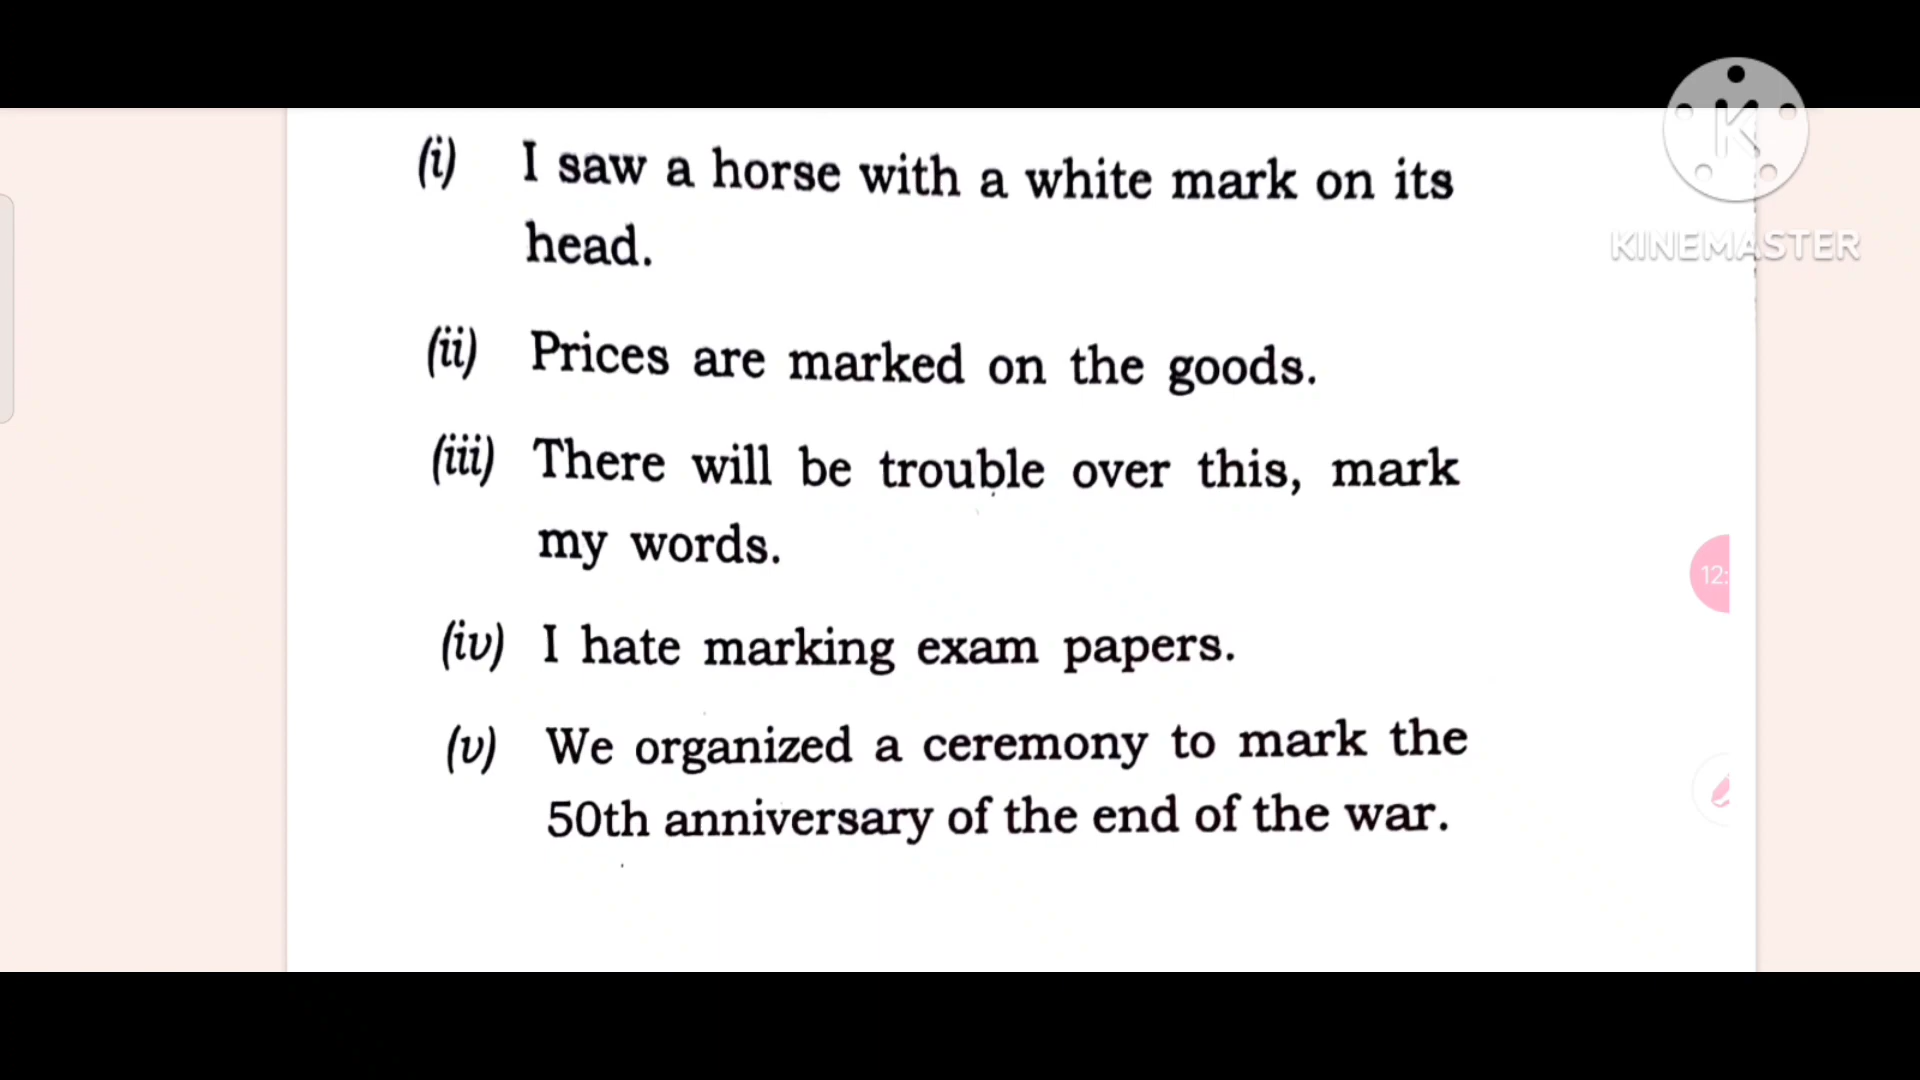 (i) I saw a horse with a white mark on its
head.
(ii) Prices are marked on the goods.
(iii) There will be trouble over this, mark
my words.
(iv) I hate marking exam papers.
(v) We organized a ceremony to mark the
50th anniversary of the end of the war.
K
KINEMASTER
12: